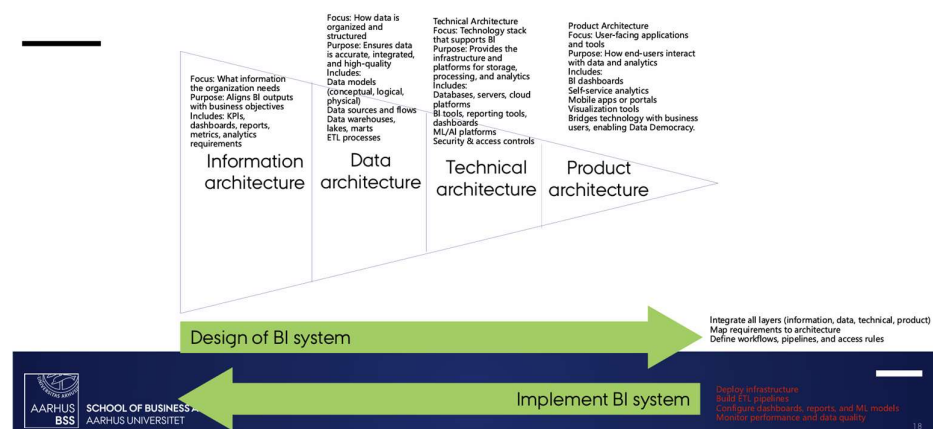 Focus: What information
the organization needs
Purpose: Aligns BI outputs
with business objectives
Includes: KPIs,
dashboards, reports,
metrics, analytics
requirements
Information
architecture
Focus: How data is
organized and
structured
Purpose: Ensures data
is accurate, integrated,
and high-quality
Includes:
Data models
(conceptual, logical,
physical)
Data sources and flows
Data warehouses,
lakes, marts
ETL processes
Data
architecture
Technical Architecture
Focus: Technology stack
that supports BI
Purpose: Provides the
infrastructure and
platforms for storage,
processing, and analytics
Includes:
Databases, servers, cloud
platforms
BI tools, reporting tools,
dashboards
ML/AI platforms
Security & access controls
Technical
architecture
Product Architecture
Focus: User-facing applications
and tools
Purpose: How end-users interact
with data and analytics
Includes:
BI dashboards
Self-service analytics
Mobile apps or portals
Visualization tools
Bridges technology with business
users, enabling Data Democracy.
Product
architecture
Design of BI system
Integrate all layers (information, data, technical, product)
Map requirements to architecture
Define workflows, pipelines, and access rules
Implement BI system
Deploy infrastructure
Build ETL pipelines
Configure dashboards, reports, and ML models
Monitor performance and data quality
AARHUS
BSS
SCHOOL OF BUSINESS A
AARHUS UNIVERSITET
18